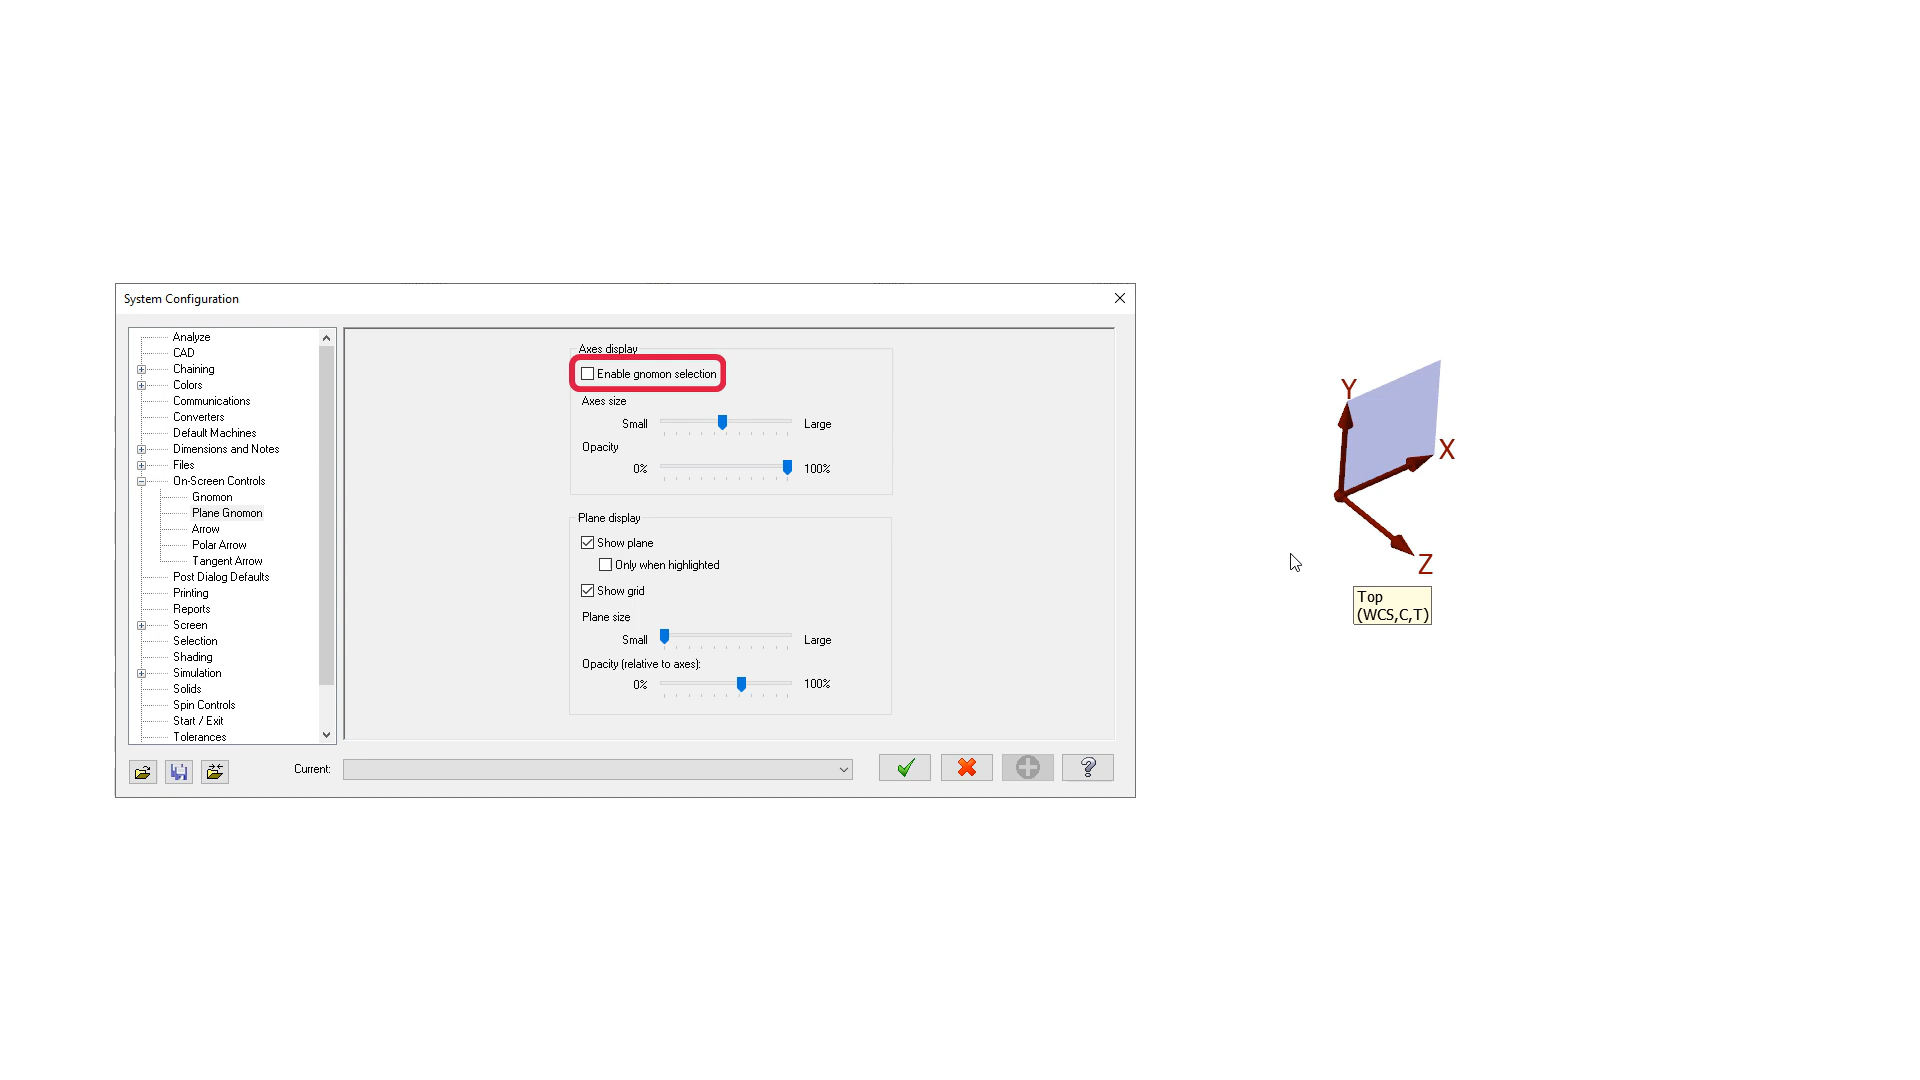 System Configuration
Analyze
CAD
Chaining
Colors
Communications
Converters
Default Machines
Dimensions and Notes
Files
On-Screen Controls
Gnomon
Plane Gnomon
Arrow
Polar Arrow
Tangent Arrow
Post Dialog Defaults
Printing
Reports
Screen
Selection
Shading
Simulation
Solids
Spin Controls
Start / Exit
Tolerances
Axes display
Enable gnomon selection
Axes size
Small Large
Opacity
0% 100%
Plane display
Show plane
Only when highlighted
Show grid
Plane size
Small Large
Opacity (relative to axes):
0% 100%
Current:
Y
X
Z
Top
(WCS,C,T)